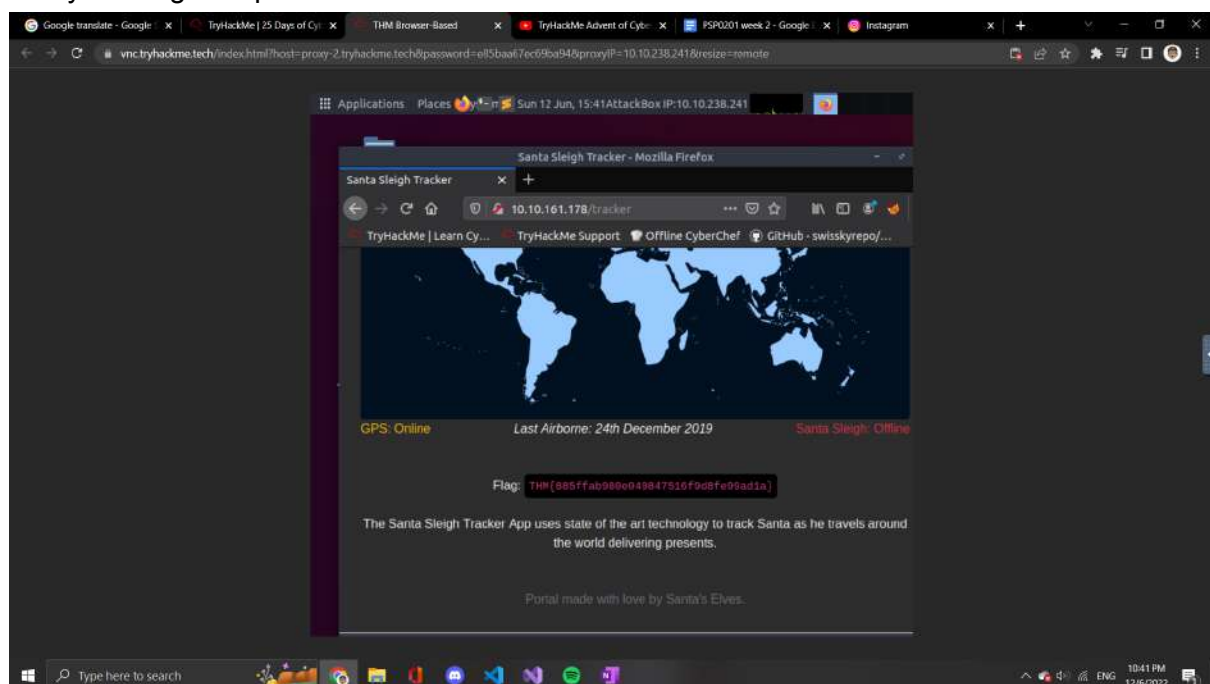 Google translate - Google
TryHackMe | 25 Days of Cy
THM Browser-Based
TryHackMe Advent of Cybe
PSP0201 week 2 - Google
Instagram
vnc.tryhackme.tech/index.html?host=proxy-2.tryhackme.tech&password=
&proxyIP=10.10.238.241&resize=remote
Applications Places
Sun 12 Jun, 15:41 AttackBox IP:10.10.238.241
Santa Sleigh Tracker - Mozilla Firefox
Santa Sleigh Tracker
10.10.161.178/tracker
TryHackMe | Learn Cy... TryHackMe Support Offline CyberChef GitHub - swisskyrepo/...
GPS: Online Last Airborne: 24th December 2019 Santa Sleigh: Offline
Flag:
The Santa Sleigh Tracker App uses state of the art technology to track Santa as he travels around
the world delivering presents.
Portal made with love by Santa's Elves.
Type here to search
ENG
10:41 PM
12/6/2022